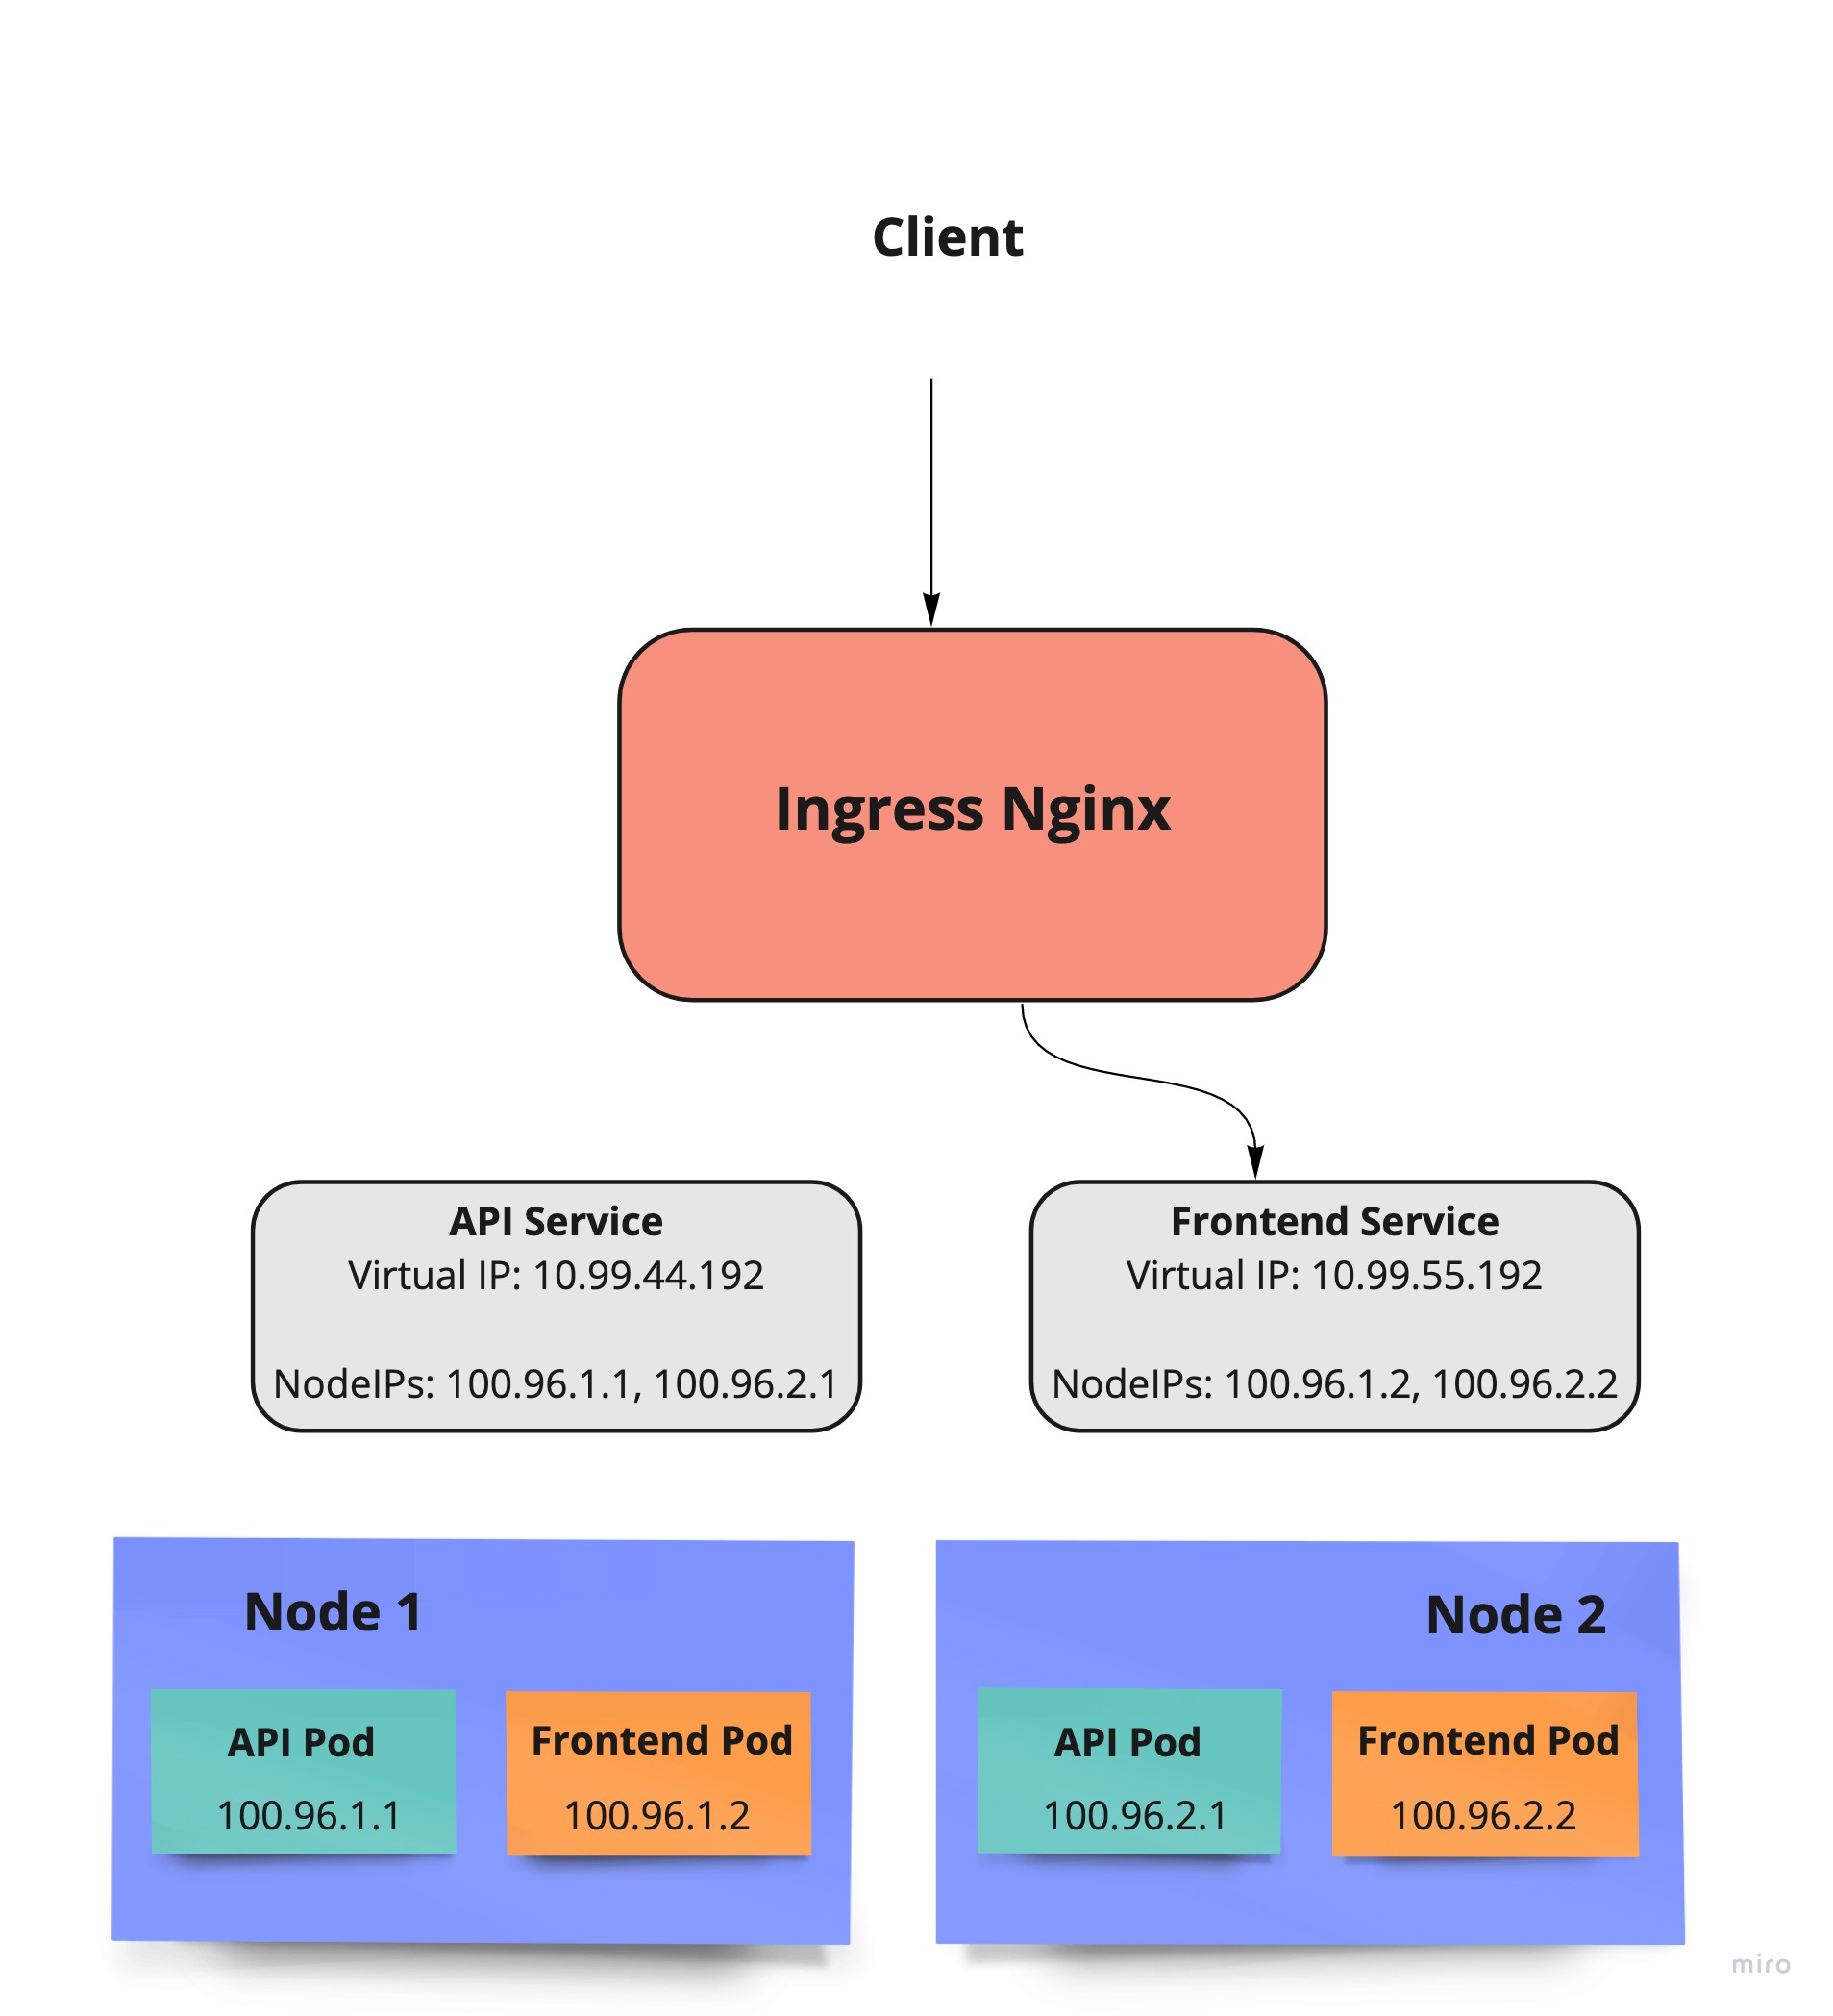 Client
Ingress Nginx
API Service
Virtual IP: 10.99.44.192
NodeIPs: 100.96.1.1, 100.96.2.1
Frontend Service
Virtual IP: 10.99.55.192
NodeIPs: 100.96.1.2, 100.96.2.2
Node 1
API Pod
100.96.1.1
Frontend Pod
100.96.1.2
Node 2
API Pod
100.96.2.1
Frontend Pod
100.96.2.2
miro